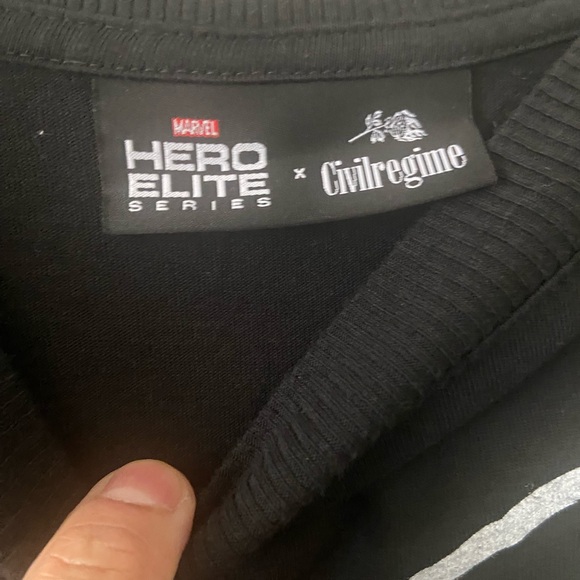 MARVEL
HERO
ELITE
SERIES
x
Civilregime